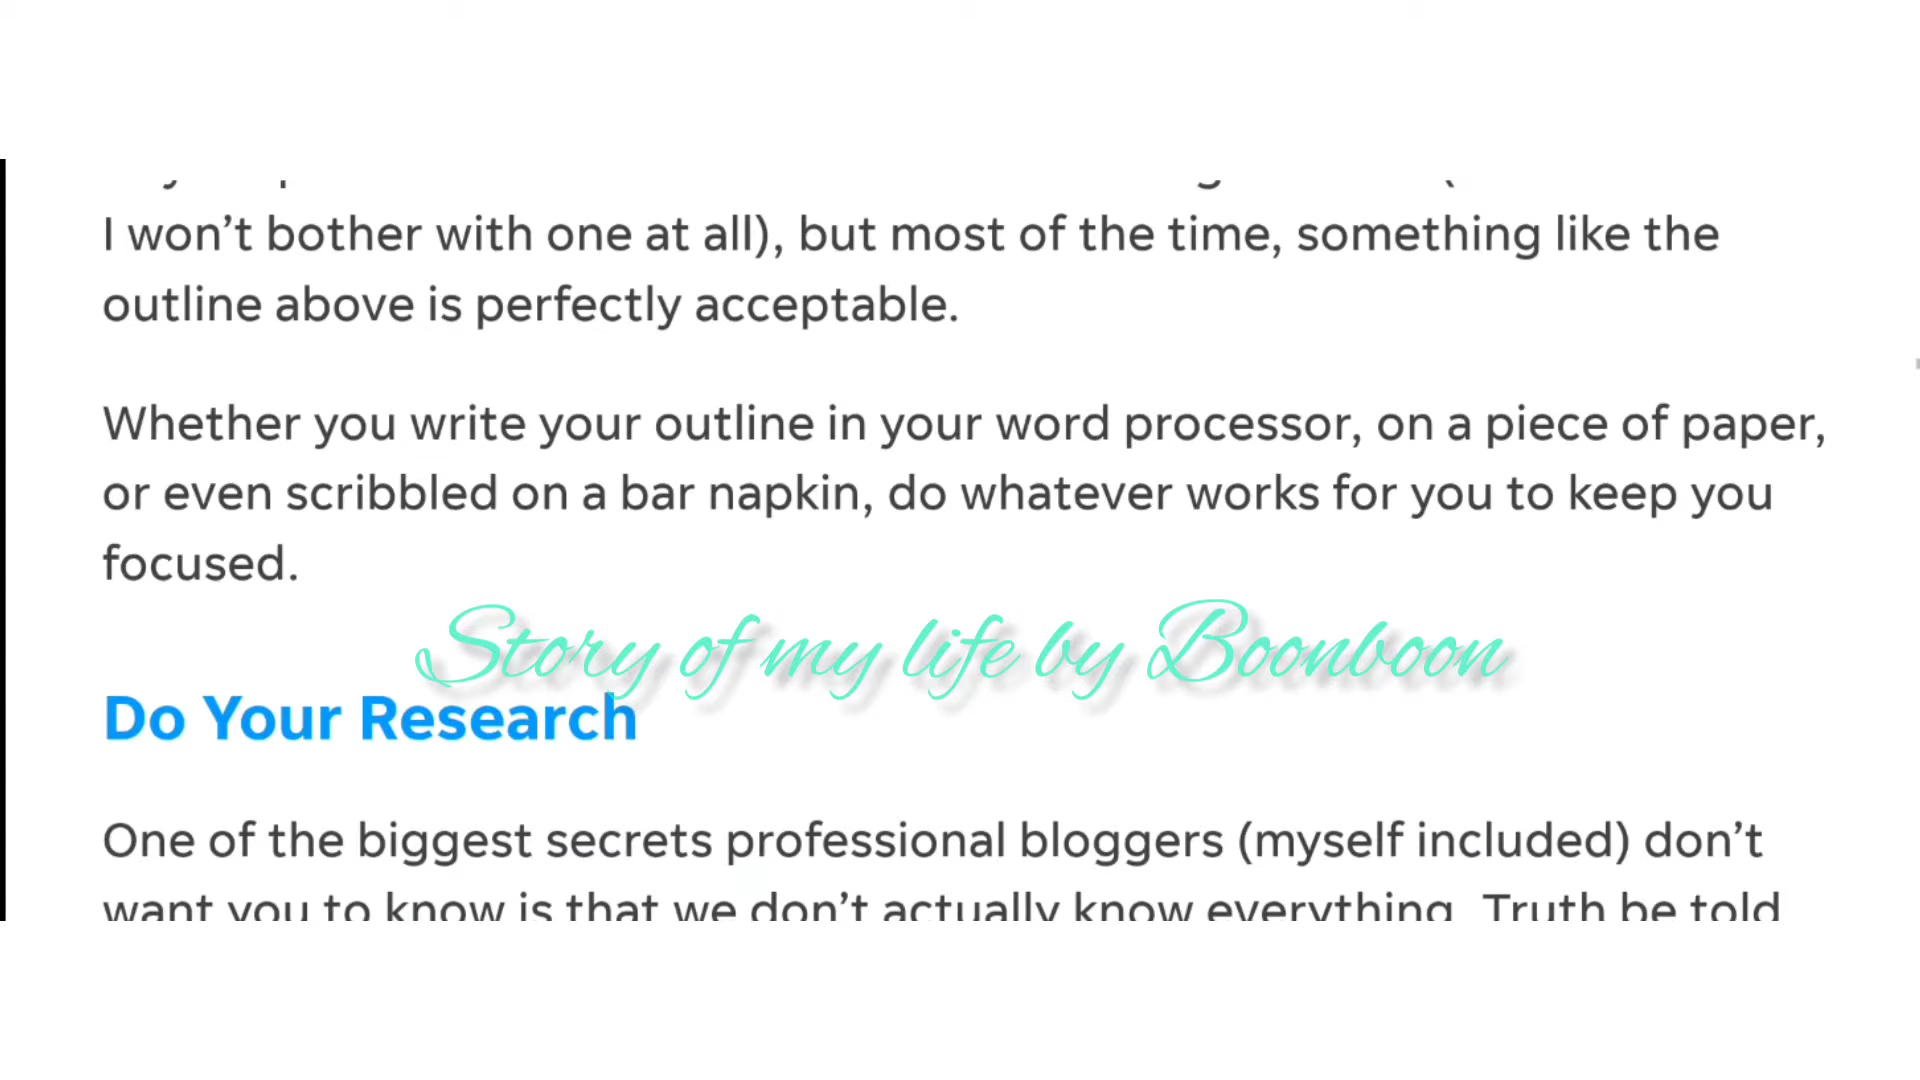 I won’t bother with one at all), but most of the time, something like the
outline above is perfectly acceptable.
Whether you write your outline in your word processor, on a piece of paper,
or even scribbled on a bar napkin, do whatever works for you to keep you
focused.
Story of my life by Boonboon
Do Your Research
One of the biggest secrets professional bloggers (myself included) don’t
want you to know is that we don’t actually know everything. Truth be told